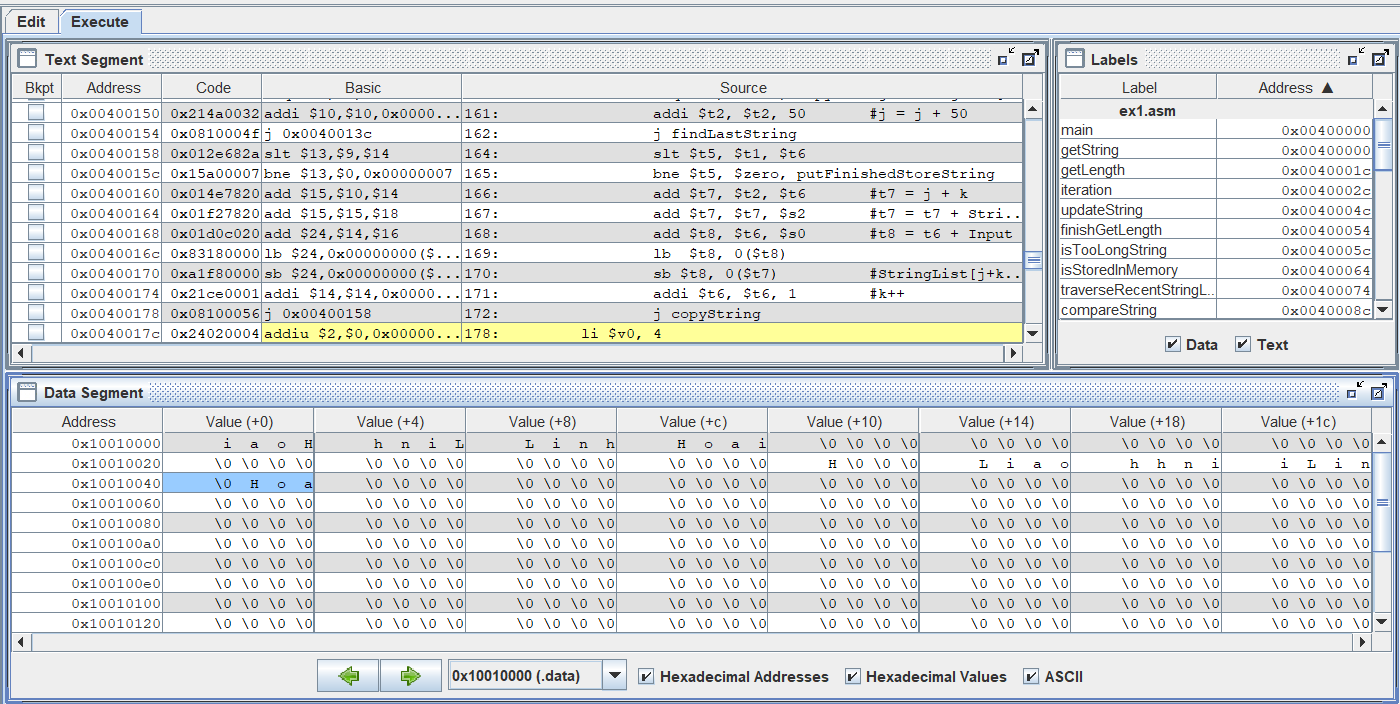 Edit Execute
Text Segment
Bkpt Address Code Basic Source
0x00400150 0x214a0032 addi $10,$10,0x0000... 161: addi $t2, $t2, 50 #j = j + 50
0x00400154 0x0810004f j 0x0040013c 162: j findLastString
0x00400158 0x012e682a slt $13,$9,$14 164: slt $t5, $t1, $t6
0x0040015c 0x15a00007 bne $13,$0,0x00000007 165: bne $t5, $zero, putFinishedStoreString
0x00400160 0x014e7820 add $15,$10,$14 166: add $t7, $t2, $t6 #t7 = j + k
0x00400164 0x01f27820 add $15,$15,$18 167: add $t7, $t7, $s2 #t7 = t7 + Stri..
0x00400168 0x01d0c020 add $24,$14,$16 168: add $t8, $t6, $s0 #t8 = t6 + Input
0x0040016c 0x83180000 lb $24,0x00000000($... 169: lb $t8, 0($t8)
0x00400170 0xa1f80000 sb $24,0x00000000($... 170: sb $t8, 0($t7) #StringList[j+k..
0x00400174 0x21ce0001 addi $14,$14,0x0000... 171: addi $t6, $t6, 1 #k++
0x00400178 0x08100056 j 0x00400158 172: j copyString
0x0040017c 0x24020004 addiu $2,$0,0x00000... 178: li $v0, 4
Labels
Label Address ▲
ex1.asm
main 0x00400000
getString 0x00400000
getLength 0x0040001c
iteration 0x0040002c
updateString 0x0040004c
finishGetLength 0x00400054
isTooLongString 0x0040005c
isStoredInMemory 0x00400064
traverseRecentStringL.. 0x00400074
compareString 0x0040008c
Data Text
Data Segment
Address Value (+0) Value (+4) Value (+8) Value (+c) Value (+10) Value (+14) Value (+18) Value (+1c)
0x10010000 i a o H h n i L L i n h H o a i \0 \0 \0 \0 \0 \0 \0 \0 \0 \0 \0 \0 \0 \0 \0 \0
0x10010020 \0 \0 \0 \0 \0 \0 \0 \0 \0 \0 \0 \0 \0 \0 \0 \0 H \0 \0 \0 L i a o h h n i i L i n
0x10010040 \0 H o a \0 \0 \0 \0 \0 \0 \0 \0 \0 \0 \0 \0 \0 \0 \0 \0 \0 \0 \0 \0 \0 \0 \0 \0 \0 \0 \0 \0
0x10010060 \0 \0 \0 \0 \0 \0 \0 \0 \0 \0 \0 \0 \0 \0 \0 \0 \0 \0 \0 \0 \0 \0 \0 \0 \0 \0 \0 \0 \0 \0 \0 \0
0x10010080 \0 \0 \0 \0 \0 \0 \0 \0 \0 \0 \0 \0 \0 \0 \0 \0 \0 \0 \0 \0 \0 \0 \0 \0 \0 \0 \0 \0 \0 \0 \0 \0
0x100100a0 \0 \0 \0 \0 \0 \0 \0 \0 \0 \0 \0 \0 \0 \0 \0 \0 \0 \0 \0 \0 \0 \0 \0 \0 \0 \0 \0 \0 \0 \0 \0 \0
0x100100c0 \0 \0 \0 \0 \0 \0 \0 \0 \0 \0 \0 \0 \0 \0 \0 \0 \0 \0 \0 \0 \0 \0 \0 \0 \0 \0 \0 \0 \0 \0 \0 \0
0x100100e0 \0 \0 \0 \0 \0 \0 \0 \0 \0 \0 \0 \0 \0 \0 \0 \0 \0 \0 \0 \0 \0 \0 \0 \0 \0 \0 \0 \0 \0 \0 \0 \0
0x10010100 \0 \0 \0 \0 \0 \0 \0 \0 \0 \0 \0 \0 \0 \0 \0 \0 \0 \0 \0 \0 \0 \0 \0 \0 \0 \0 \0 \0 \0 \0 \0 \0
0x10010120 \0 \0 \0 \0 \0 \0 \0 \0 \0 \0 \0 \0 \0 \0 \0 \0 \0 \0 \0 \0 \0 \0 \0 \0 \0 \0 \0 \0 \0 \0 \0 \0
0x10010000 (.data) Hexadecimal Addresses Hexadecimal Values ASCII